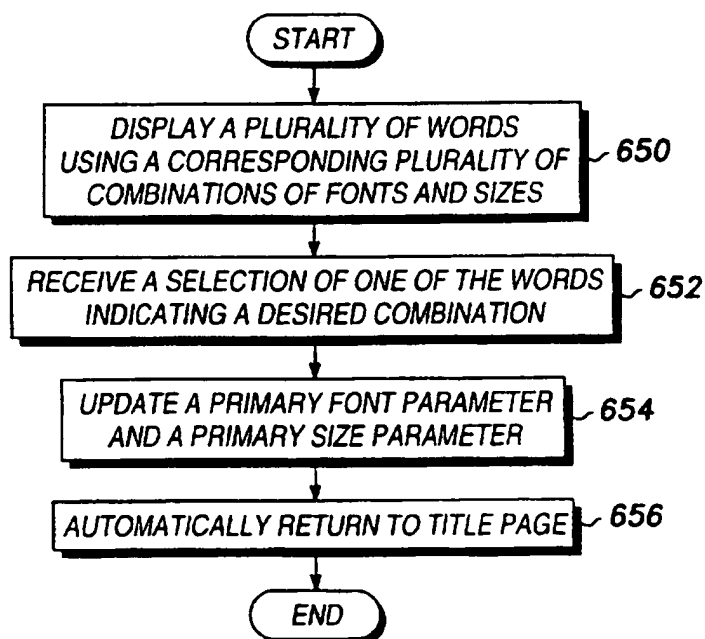 START
DISPLAY A PLURALITY OF WORDS
USING A CORRESPONDING PLURALITY OF
COMBINATIONS OF FONTS AND SIZES
650
RECEIVE A SELECTION OF ONE OF THE WORDS
INDICATING A DESIRED COMBINATION
652
UPDATE A PRIMARY FONT PARAMETER
AND A PRIMARY SIZE PARAMETER
654
AUTOMATICALLY RETURN TO TITLE PAGE
656
END